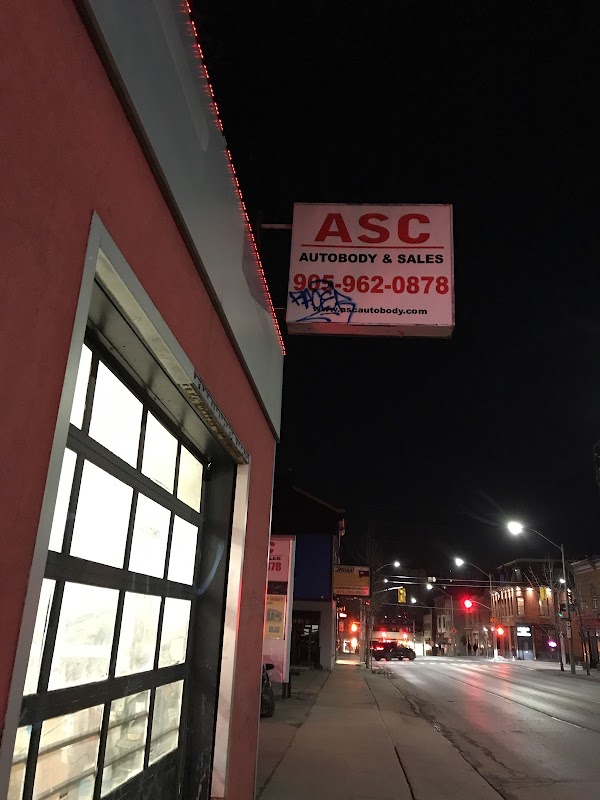 ASC
AUTOBODY & SALES
905-962-0878
www.ascautobody.com